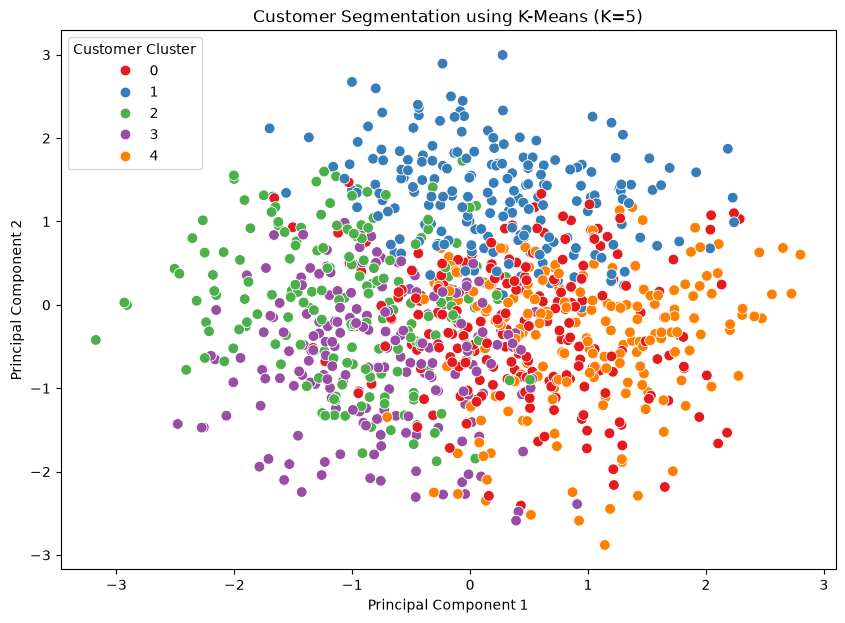 Customer Segmentation using K-Means (K=5)
Customer Cluster
0
1
2
3
4
Principal Component 2
3
2
1
0
−1
−2
−3
−3 −2 −1 0 1 2 3
Principal Component 1